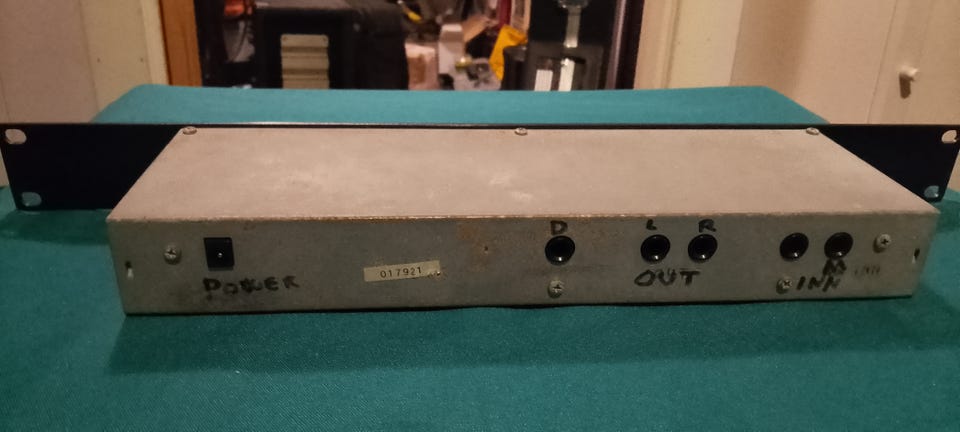 D L R
POWER 017921 OUT M
INN